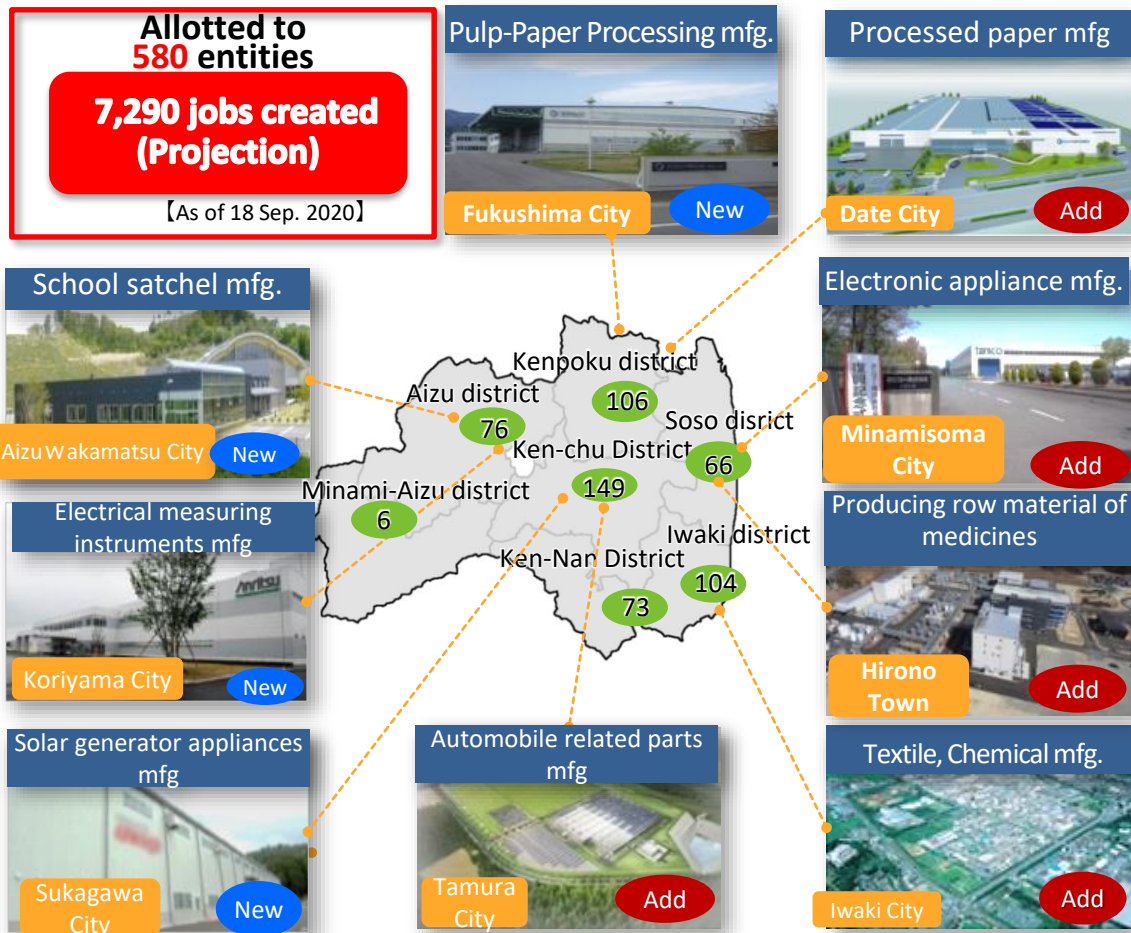 Allotted to
580 entities
7,290 jobs created
(Projection)
【As of 18 Sep. 2020】
Pulp-Paper Processing mfg.
Fukushima City
New
Processed paper mfg
Date City
Add
School satchel mfg.
Aizu Wakamatsu City
New
Electronic appliance mfg.
Minamisoma
City
Add
Kenpoku district
106
Aizu district
76
Soso disrict
66
Ken-chu District
149
Minami-Aizu district
6
Iwaki district
104
Ken-Nan District
73
Electrical measuring
instruments mfg
Anritsu
Koriyama City
New
Producing row material of
medicines
Hirono
Town
Add
Solar generator appliances
mfg
Sukagawa
City
New
Automobile related parts
mfg
Tamura
City
Add
Textile, Chemical mfg.
Iwaki City
Add